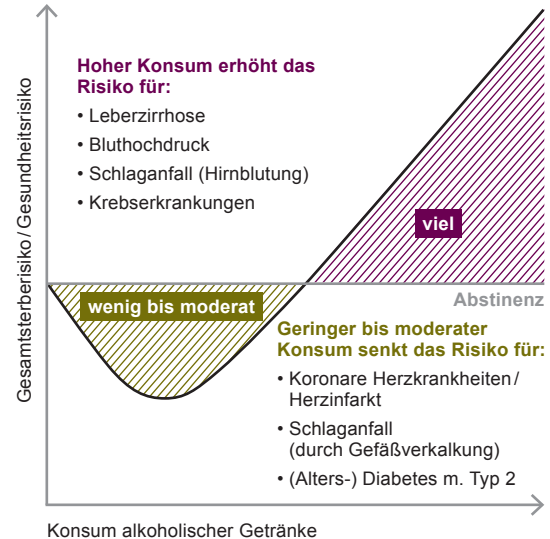 Gesamtsterberisiko / Gesundheitsrisiko
Hoher Konsum erhöht das
Risiko für:
• Leberzirrhose
• Bluthochdruck
• Schlaganfall (Hirnblutung)
• Krebserkrankungen
viel
wenig bis moderat
Abstinenz
Geringer bis moderater
Konsum senkt das Risiko für:
• Koronare Herzkrankheiten /
Herzinfarkt
• Schlaganfall
(durch Gefäßverkalkung)
• (Alters-) Diabetes m. Typ 2
Konsum alkoholischer Getränke